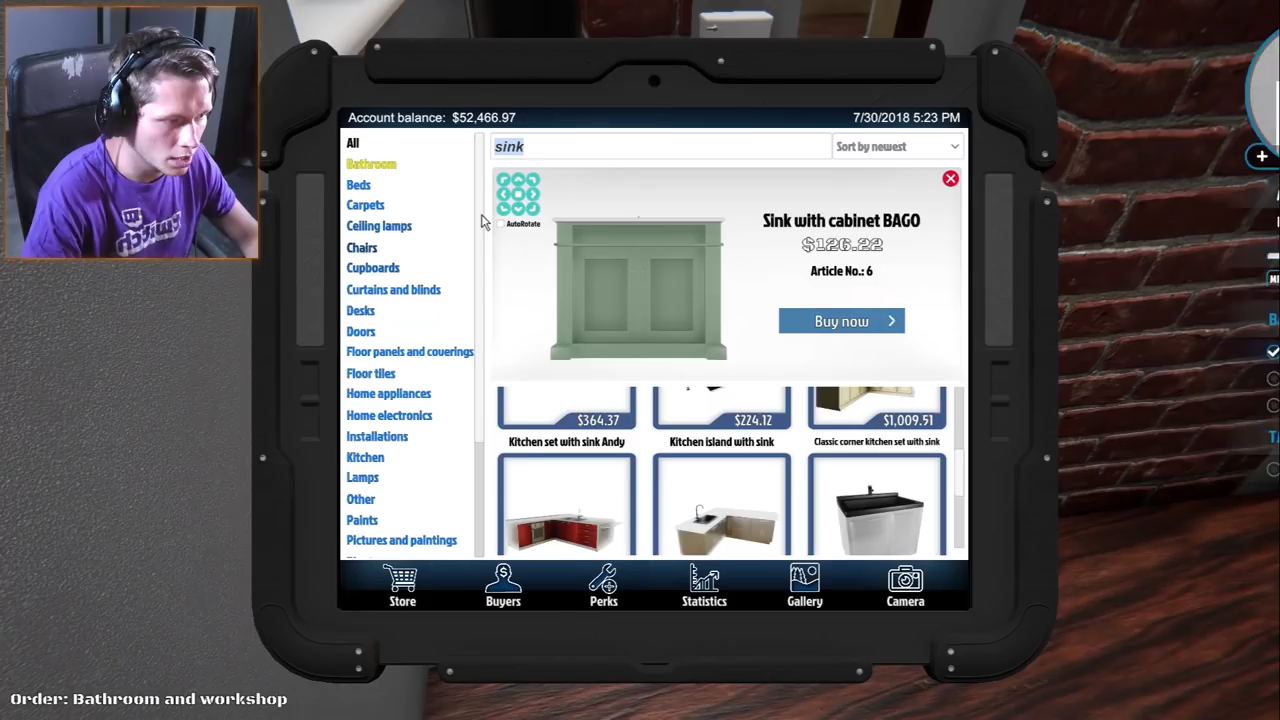 Account balance: $52,466.97
7/30/2018 5:23 PM
All
Bathroom
Beds
Carpets
Ceiling lamps
Chairs
Cupboards
Curtains and blinds
Desks
Doors
Floor panels and coverings
Floor tiles
Home appliances
Home electronics
Installations
Kitchen
Lamps
Other
Paints
Pictures and paintings
sink
Sort by newest
AutoRotate
Sink with cabinet BAGO
$126.22
Article No.: 6
Buy now
$364.37
$224.12
$1,009.51
Kitchen set with sink Andy
Kitchen island with sink
Classic corner kitchen set with sink
Store
Buyers
Perks
Statistics
Gallery
Camera
Order: Bathroom and workshop